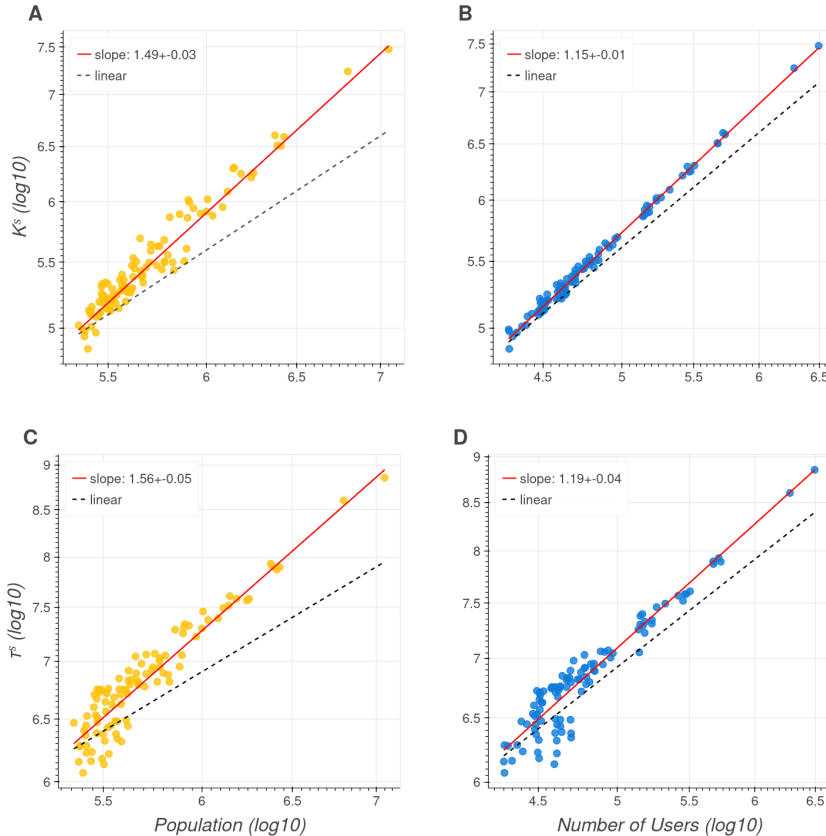 A
slope: 1.49+-0.03
linear
7.5
7
6.5
6
5.5
5
Kˢ (log10)
5.5
6
6.5
7
B
slope: 1.15+-0.01
linear
7.5
7
6.5
6
5.5
5
4.5
5
5.5
6
6.5
C
slope: 1.56+-0.05
linear
9
8.5
8
7.5
7
6.5
6
τˢ (log10)
5.5
6
6.5
7
Population (log10)
D
slope: 1.19+-0.04
linear
9
8.5
8
7.5
7
6.5
6
4.5
5
5.5
6
6.5
Number of Users (log10)